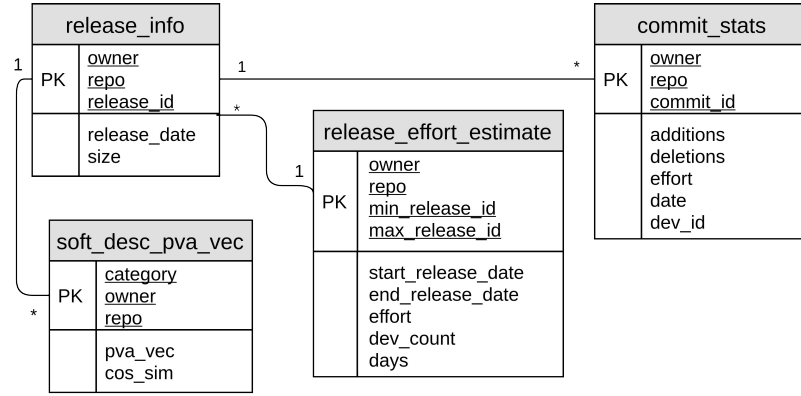 release_info
PK
owner
repo
release_id
release_date
size
1
1
*
*
1
*
commit_stats
PK
owner
repo
commit_id
additions
deletions
effort
date
dev_id
release_effort_estimate
PK
owner
repo
min_release_id
max_release_id
start_release_date
end_release_date
effort
dev_count
days
soft_desc_pva_vec
PK
category
owner
repo
pva_vec
cos_sim